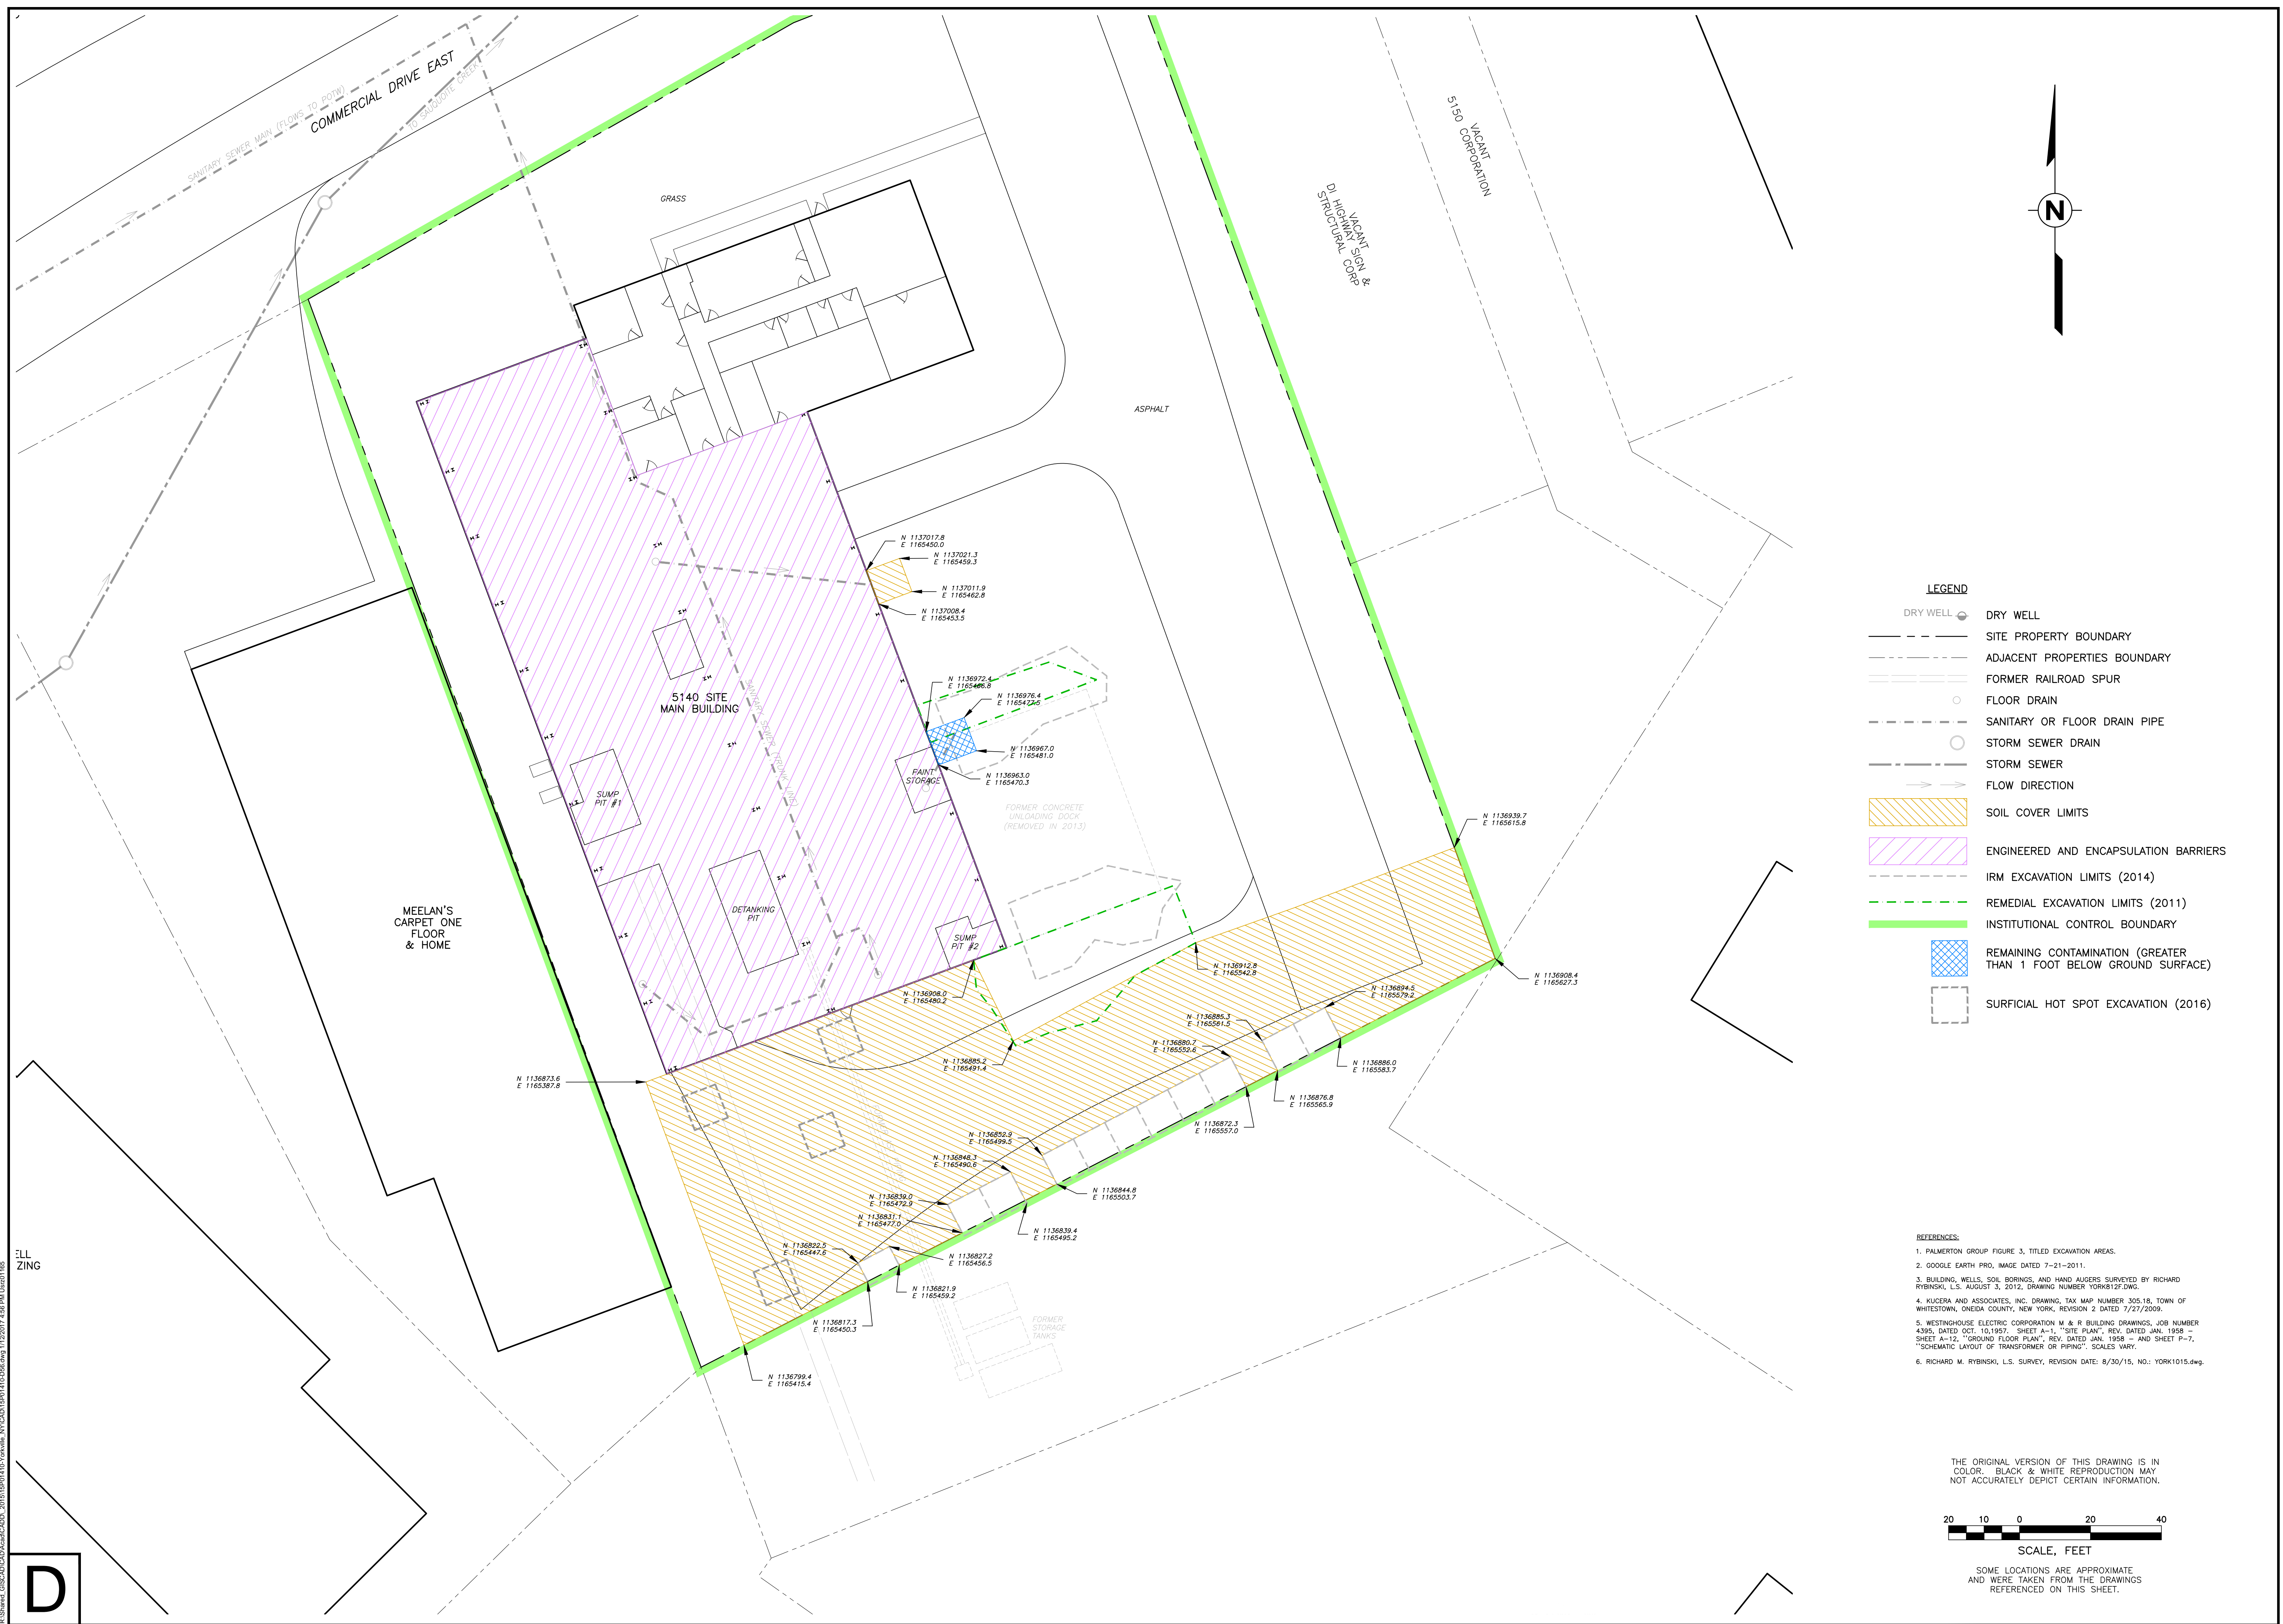 COMMERCIAL DRIVE EAST
SANITARY SEWER MAIN (FLOWS TO POTW)
TO SAUQUOITE CREEK
GRASS
VACANT
5150 CORPORATION
VACANT
DI HIGHWAY SIGN &
STRUCTURAL CORP
ASPHALT
N
N 1137017.8
E 1165450.0
N 1137021.3
E 1165459.3
N 1137011.9
E 1165462.8
N 1137008.4
E 1165453.5
5140 SITE
MAIN BUILDING
SANITARY SEWER (TRUNK LINE)
N 1136972.4
E 1165466.8
N 1136976.4
E 1165477.5
N 1136967.0
E 1165481.0
N 1136963.0
E 1165470.3
PAINT
STORAGE
SUMP
PIT #1
FORMER CONCRETE
UNLOADING DOCK
(REMOVED IN 2013)
DETANKING
PIT
SUMP
PIT #2
MEELAN'S
CARPET ONE
FLOOR
& HOME
N 1136939.7
E 1165615.8
N 1136912.8
E 1165542.8
N 1136908.4
E 1165627.3
N 1136908.0
E 1165480.2
N 1136894.5
E 1165579.2
N 1136885.3
E 1165561.5
N 1136880.7
E 1165552.6
N 1136885.2
E 1165491.4
N 1136886.0
E 1165583.7
N 1136873.6
E 1165387.8
N 1136876.8
E 1165565.9
N 1136872.3
E 1165557.0
N 1136852.9
E 1165499.5
N 1136848.3
E 1165490.6
N 1136844.8
E 1165503.7
N 1136839.0
E 1165472.9
N 1136831.1
E 1165477.0
N 1136839.4
E 1165495.2
N 1136822.5
E 1165447.6
N 1136827.2
E 1165456.5
N 1136821.9
E 1165459.2
N 1136817.3
E 1165450.3
N 1136799.4
E 1165415.4
FORMER
STORAGE
TANKS
ELL
ZING
LEGEND
DRY WELL
DRY WELL
SITE PROPERTY BOUNDARY
ADJACENT PROPERTIES BOUNDARY
FORMER RAILROAD SPUR
FLOOR DRAIN
SANITARY OR FLOOR DRAIN PIPE
STORM SEWER DRAIN
STORM SEWER
FLOW DIRECTION
SOIL COVER LIMITS
ENGINEERED AND ENCAPSULATION BARRIERS
IRM EXCAVATION LIMITS (2014)
REMEDIAL EXCAVATION LIMITS (2011)
INSTITUTIONAL CONTROL BOUNDARY
REMAINING CONTAMINATION (GREATER
THAN 1 FOOT BELOW GROUND SURFACE)
SURFICIAL HOT SPOT EXCAVATION (2016)
REFERENCES:
1. PALMERTON GROUP FIGURE 3, TITLED EXCAVATION AREAS.
2. GOOGLE EARTH PRO, IMAGE DATED 7-21-2011.
3. BUILDING, WELLS, SOIL BORINGS, AND HAND AUGERS SURVEYED BY RICHARD
RYBINSKI, L.S. AUGUST 3, 2012, DRAWING NUMBER YORK812F.DWG.
4. KUCERA AND ASSOCIATES, INC. DRAWING, TAX MAP NUMBER 305.18, TOWN OF
WHITESTOWN, ONEIDA COUNTY, NEW YORK, REVISION 2 DATED 7/27/2009.
5. WESTINGHOUSE ELECTRIC CORPORATION M & R BUILDING DRAWINGS, JOB NUMBER
4395, DATED OCT. 10,1957. SHEET A-1, "SITE PLAN", REV. DATED JAN. 1958 -
SHEET A-12, "GROUND FLOOR PLAN", REV. DATED JAN. 1958 - AND SHEET P-7,
"SCHEMATIC LAYOUT OF TRANSFORMER OR PIPING". SCALES VARY.
6. RICHARD M. RYBINSKI, L.S. SURVEY, REVISION DATE: 8/30/15, NO.: YORK1015.dwg.
THE ORIGINAL VERSION OF THIS DRAWING IS IN
COLOR. BLACK & WHITE REPRODUCTION MAY
NOT ACCURATELY DEPICT CERTAIN INFORMATION.
20 10 0 20 40
SCALE, FEET
SOME LOCATIONS ARE APPROXIMATE
AND WERE TAKEN FROM THE DRAWINGS
REFERENCED ON THIS SHEET.
D